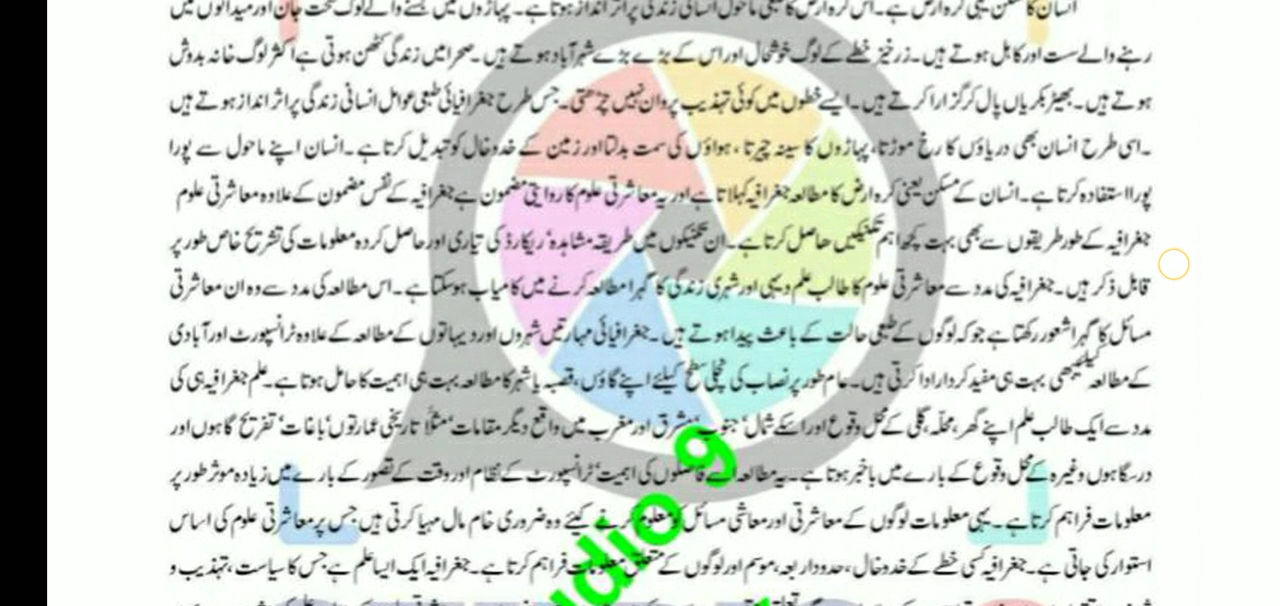 انسان کا مسکن یہی کرہ ارض ہے۔ اس کرہ ارض کا طبعی ماحول انسانی زندگی پر اثر انداز ہوتا ہے۔ پہاڑوں میں بسنے والے لوگ سخت جان اور میدانوں میں
رہنے والے سست اور کاہل ہوتے ہیں۔ زرخیز خطے کے لوگ خوشحال اور اس کے بڑے بڑے شہر آباد ہوتے ہیں۔ صحرا میں زندگی کٹھن ہوتی ہے اکثر لوگ خانہ بدوش
ہوتے ہیں۔ بھیڑ بکریاں پال کر گزارا کرتے ہیں۔ ایسے خطوں میں کوئی تہذیب پروان نہیں چڑھتی۔ جس طرح جغرافیائی طبعی عوامل انسانی زندگی پر اثر انداز ہوتے ہیں
۔اسی طرح انسان بھی دریاؤں کا رخ موڑتا، پہاڑوں کا سینہ چیرتا، ہواؤں کی سمت بدلتا اور زمین کے خدوخال کو تبدیل کرتا ہے۔ انسان اپنے ماحول سے پورا
پورا استفادہ کرتا ہے۔ انسان کے مسکن یعنی کرہ ارض کا مطالعہ جغرافیہ کہلاتا ہے اور یہ معاشرتی علوم کا روایتی مضمون ہے جغرافیہ کے نفس مضمون کے علاوہ معاشرتی علوم
جغرافیہ کے طور طریقوں سے بھی بہت کچھ اہم تکنیکیں حاصل کرتا ہے۔ ان تکنیکوں میں طریقہ مشاہدہ‘ ریکارڈ کی تیاری اور حاصل کردہ معلومات کی تشریح خاص طور پر
قابل ذکر ہیں۔ جغرافیہ کی مدد سے معاشرتی علوم کا طالب علم دیہی اور شہری زندگی کا گہرا مطالعہ کرنے میں کامیاب ہو سکتا ہے۔ اس مطالعہ کی مدد سے وہ ان معاشرتی
مسائل کا گہرا شعور رکھتا ہے جو کہ لوگوں کے طبعی حالت کے باعث پیدا ہوتے ہیں۔ جغرافیائی مہارتیں شہروں اور دیہاتوں کے مطالعہ کے علاوہ ٹرانسپورٹ اور آبادی
کے مطالعہ کیلئے بھی بہت ہی مفید کردار ادا کرتی ہیں۔ عام طور پر نصاب کی نچلی سطح کیلئے اپنے گاؤں، قصبہ یا شہر کا مطالعہ بہت ہی اہمیت کا حامل ہوتا ہے۔ علم جغرافیہ ہی کی
مدد سے ایک طالب علم اپنے گھر، محلّہ، گلی کے محل وقوع اور اسکے شمال‘ جنوب‘ مشرق اور مغرب میں واقع دیگر مقامات‘ مثلاً تاریخی عمارتوں‘ باغات‘ تفریح گاہوں اور
درسگاہوں وغیرہ کے محل وقوع کے بارے میں باخبر ہوتا ہے۔ یہ مطالعہ اسے فاصلوں کی اہمیت‘ ٹرانسپورٹ کے نظام اور وقت کے تصور کے بارے میں زیادہ موثر طور پر
معلومات فراہم کرتا ہے۔ یہی معلومات لوگوں کے معاشرتی اور معاشی مسائل کو معلوم کرنے کیئے وہ ضروری خام مال مہیا کرتی ہیں جس پر معاشرتی علوم کی اساس
استوار کی جاتی ہے۔ جغرافیہ کسی خطے کے خدوخال، حدود اربعہ، موسم اور لوگوں کے متعلق معلومات فراہم کرتا ہے۔ جغرافیہ ایک ایسا علم ہے جس کا سیاست، تہذیب و
udio 9